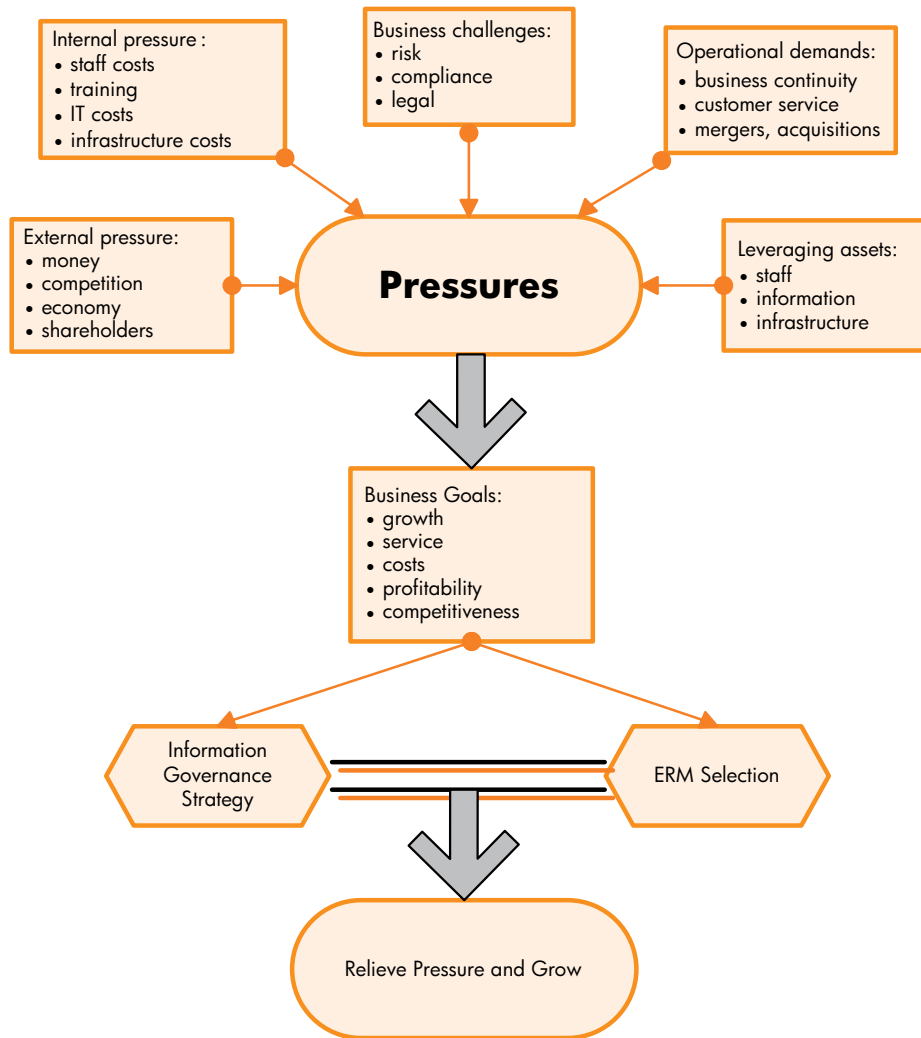 Internal pressure :
• staff costs
• training
• IT costs
• infrastructure costs
Business challenges:
• risk
• compliance
• legal
Operational demands:
• business continuity
• customer service
• mergers, acquisitions
External pressure:
• money
• competition
• economy
• shareholders
Pressures
Leveraging assets:
• staff
• information
• infrastructure
Business Goals:
• growth
• service
• costs
• profitability
• competitiveness
Information
Governance
Strategy
ERM Selection
Relieve Pressure and Grow